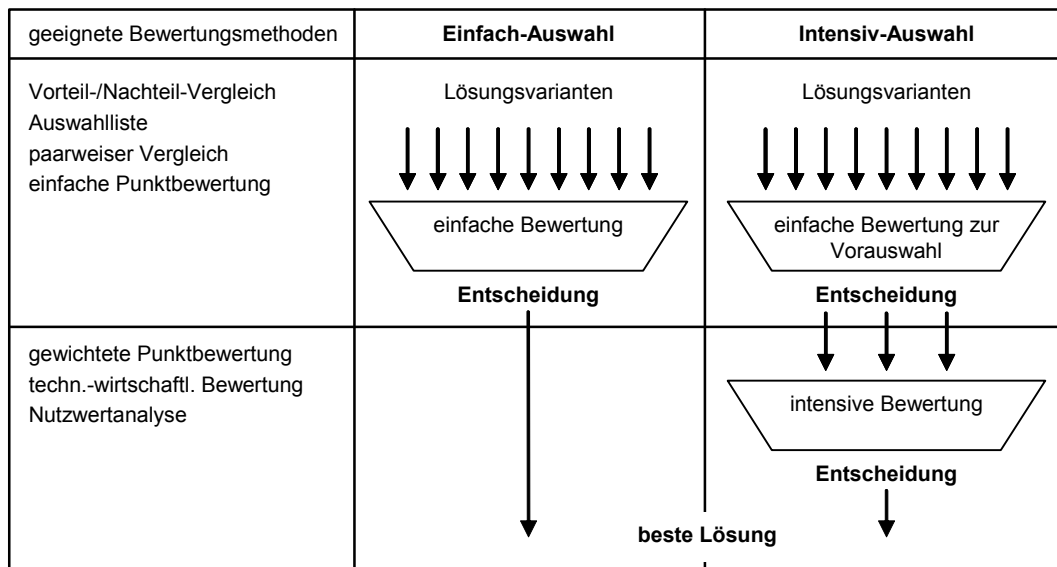 geeignete Bewertungsmethoden
Einfach-Auswahl
Intensiv-Auswahl
Vorteil-/Nachteil-Vergleich
Auswahlliste
paarweiser Vergleich
einfache Punktbewertung
Lösungsvarianten
einfache Bewertung
Entscheidung
Lösungsvarianten
einfache Bewertung zur
Vorauswahl
Entscheidung
gewichtete Punktbewertung
techn.-wirtschaftl. Bewertung
Nutzwertanalyse
intensive Bewertung
Entscheidung
beste Lösung